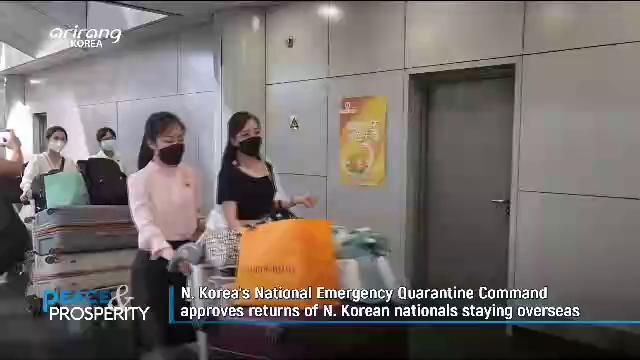 arirang
KOREA
PEACE &
PROSPERITY
N. Korea's National Emergency Quarantine Command
approves returns of N. Korean nationals staying overseas